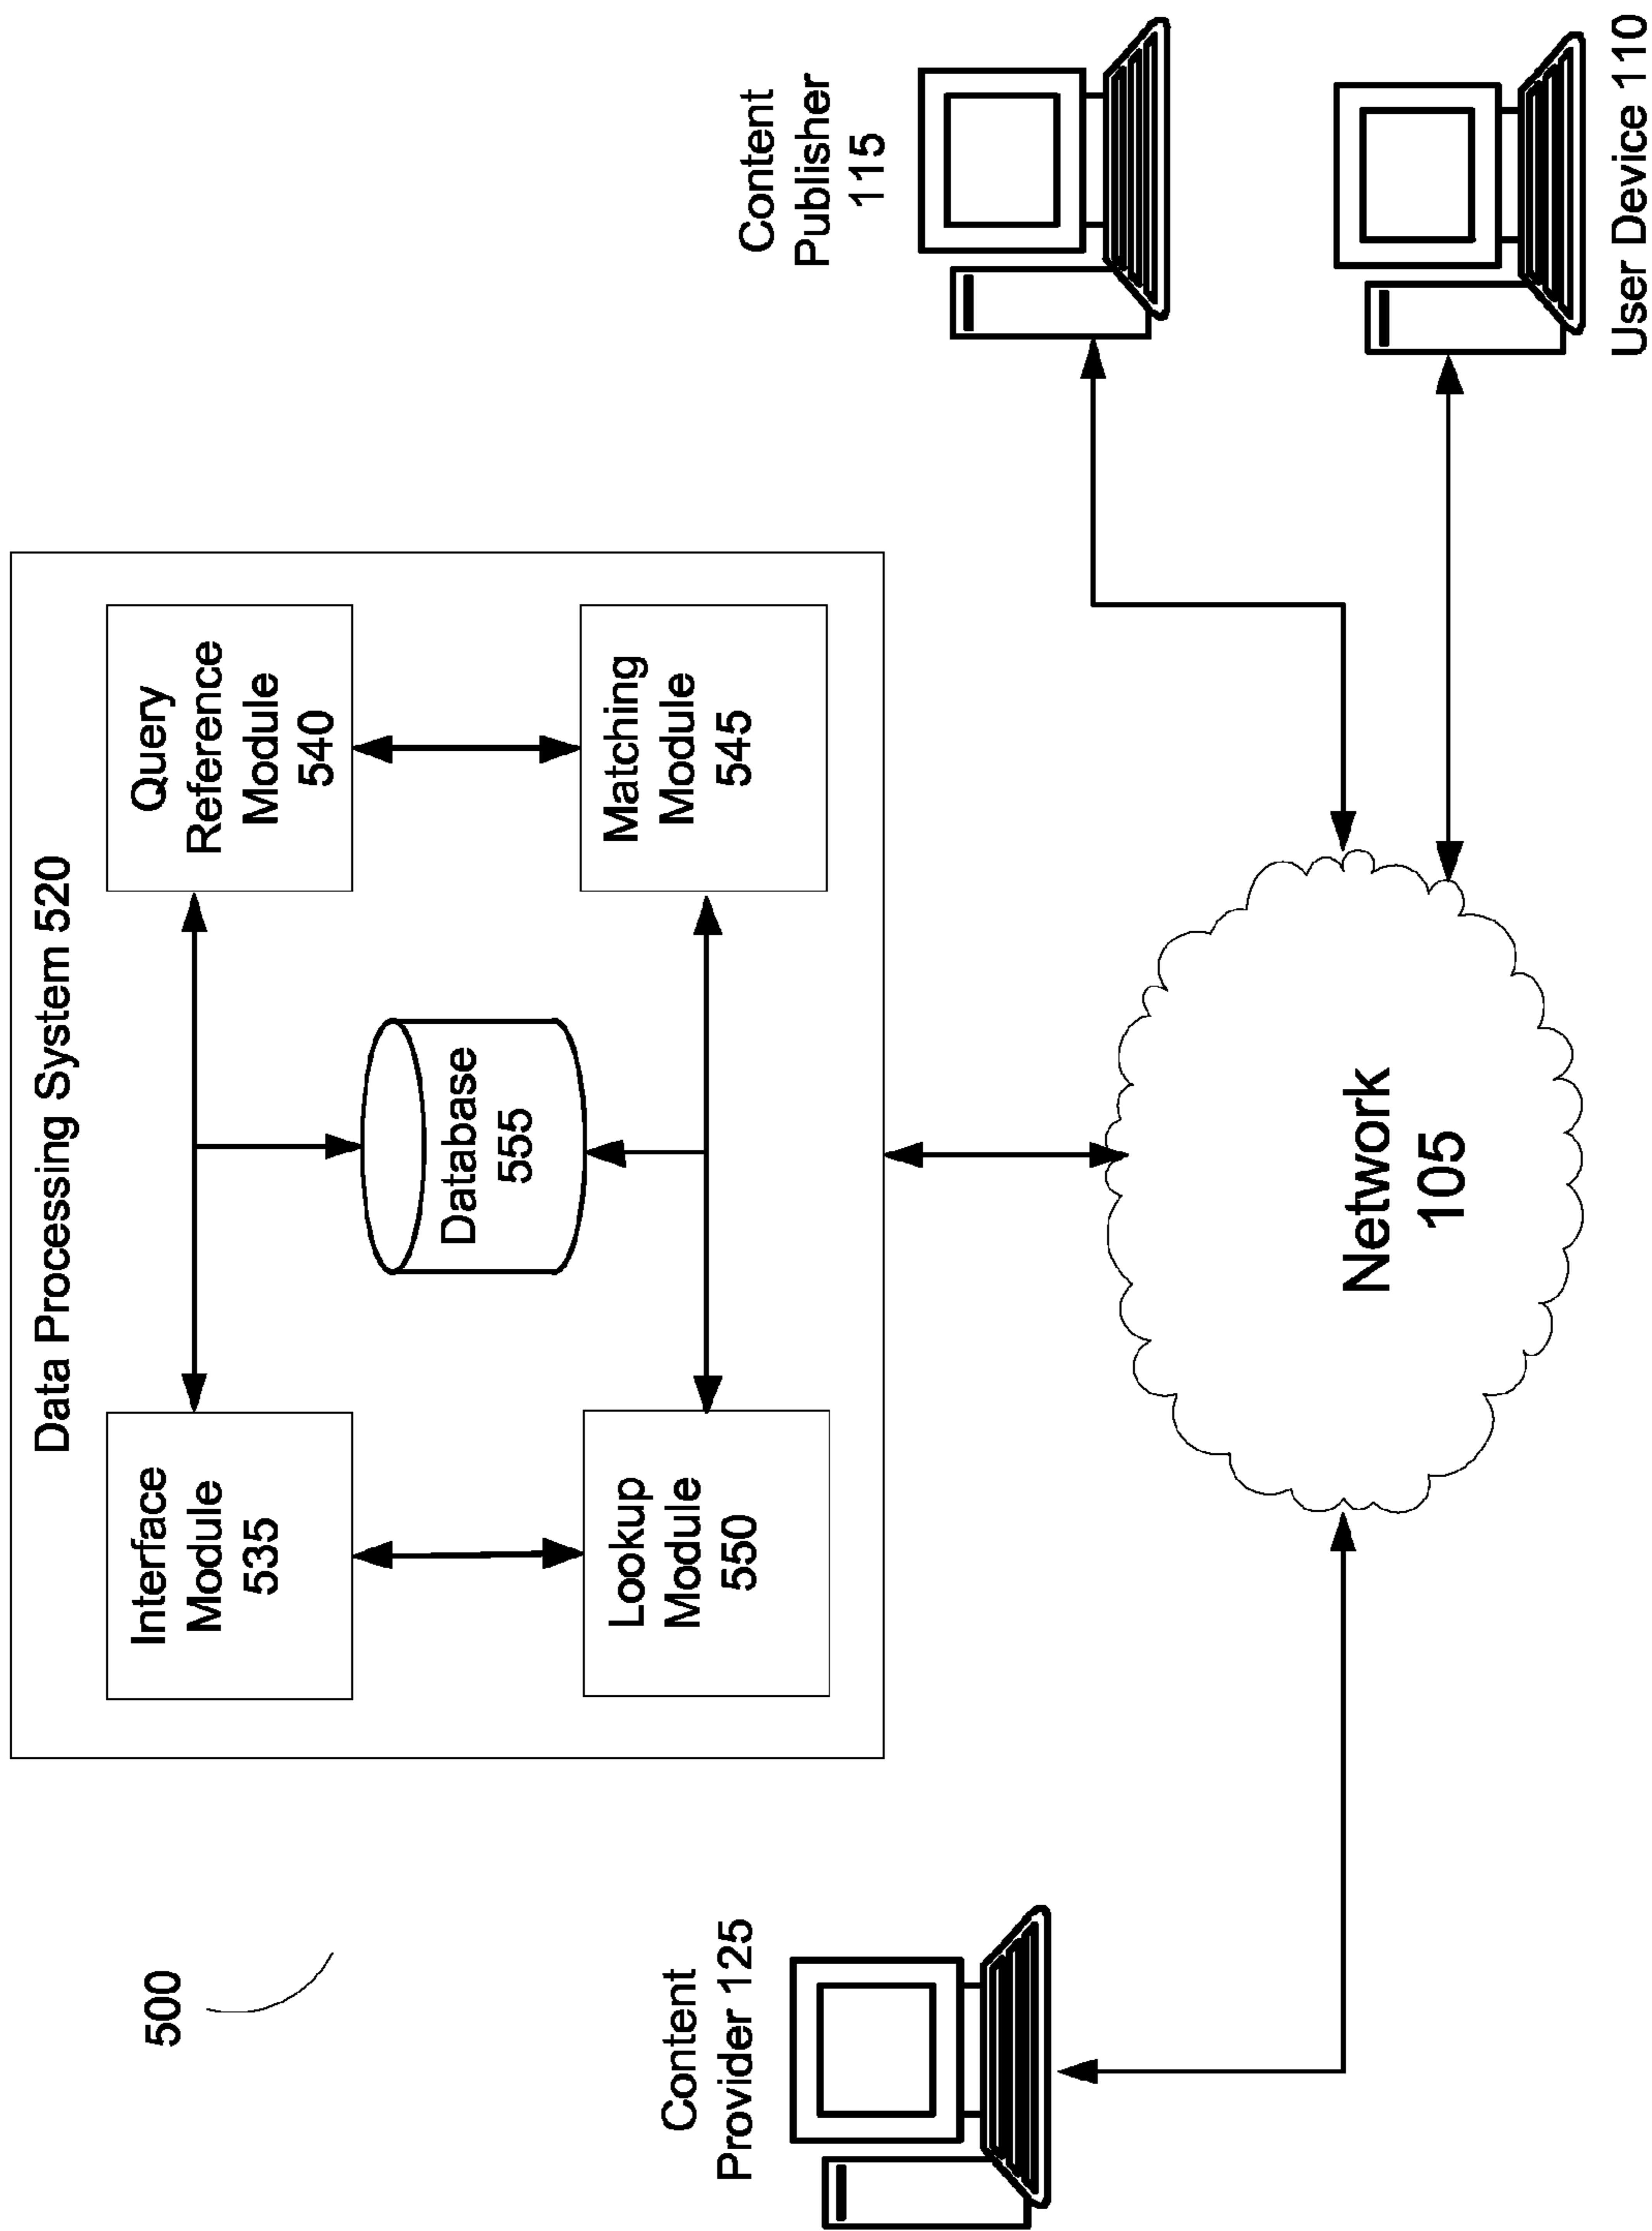 500
Data Processing System 520
Interface
Module
535
Query
Reference
Module
540
Database
555
Lookup
Module
550
Matching
Module
545
Content
Provider 125
Content
Publisher
115
Network
105
User Device 110